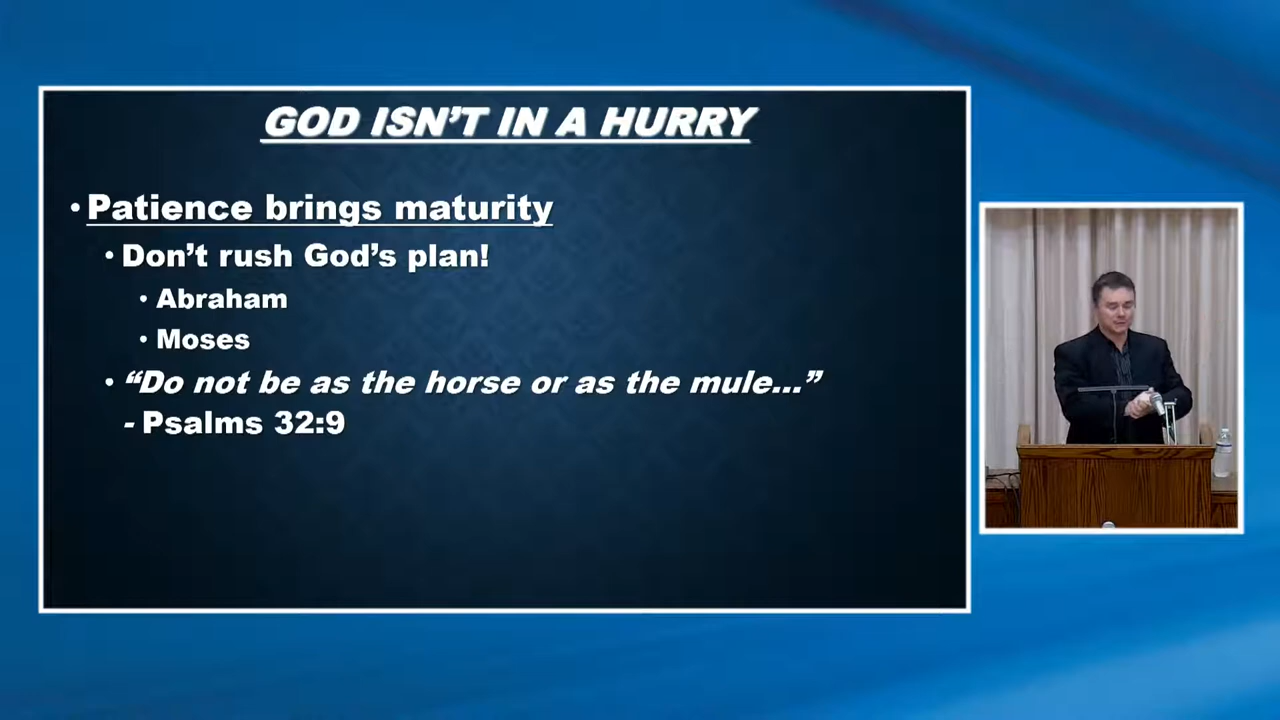 GOD ISN’T IN A HURRY
• Patience brings maturity
• Don’t rush God’s plan!
• Abraham
• Moses
• “Do not be as the horse or as the mule...”
- Psalms 32:9